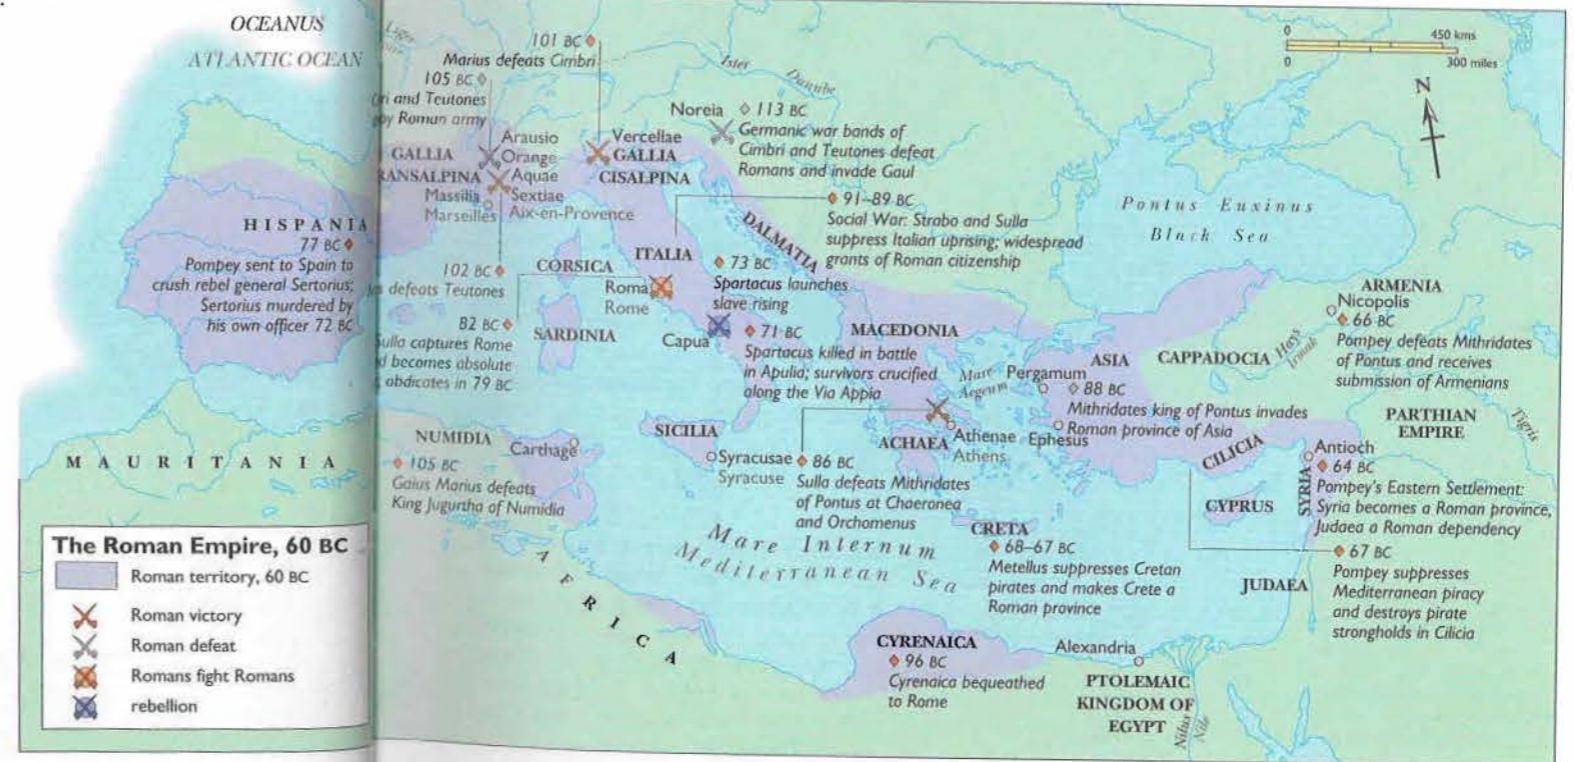 OCEANUS
ATLANTIC OCEAN
HISPANIA
77 BC
Pompey sent to Spain to
crush rebel general Sertorius;
Sertorius murdered by
his own officer 72 BC
MAURITANIA
The Roman Empire, 60 BC
Roman territory, 60 BC
Roman victory
Roman defeat
Romans fight Romans
rebellion
Liger
101 BC
Marius defeats Cimbri
105 BC
and Teutones
by Roman army
Arausio
Orange
GALLIA
RANSALPINA
Aquae
Sextiae
Aix-en-Provence
Massilia
Marseilles
Vercellae
GALLIA
CISALPINA
Ister
Danube
Noreia
113 BC
Germanic war bands of
Cimbri and Teutones defeat
Romans and invade Gaul
91–89 BC
Social War: Strabo and Sulla
suppress Italian uprising; widespread
grants of Roman citizenship
DALMATIA
ITALIA
CORSICA
102 BC
defeats Teutones
Roma
Rome
73 BC
Spartacus launches
slave rising
82 BC
Sulla captures Rome
d becomes absolute
abdicates in 79 BC
SARDINIA
Capua
71 BC
Spartacus killed in battle
in Apulia; survivors crucified
along the Via Appia
MACEDONIA
Mare
Aegeum
Pergamum
ASIA
88 BC
Mithridates king of Pontus invades
Roman province of Asia
Ephesus
CAPPADOCIA
Pontus Euxinus
Black Sea
0
450 kms
0
300 miles
N
ARMENIA
Nicopolis
66 BC
Pompey defeats Mithridates
of Pontus and receives
submission of Armenians
Hays
Irmak
PARTHIAN
EMPIRE
Tigris
NUMIDIA
Carthage
105 BC
Gaius Marius defeats
King Jugurtha of Numidia
SICILIA
Syracusae
Syracuse
86 BC
Sulla defeats Mithridates
of Pontus at Chaeronea
and Orchomenus
ACHAEA
Athenae
Athens
CILICIA
CYPRUS
SYRIA
Antioch
64 BC
Pompey's Eastern Settlement:
Syria becomes a Roman province,
Judaea a Roman dependency
67 BC
Pompey suppresses
Mediterranean piracy
and destroys pirate
strongholds in Cilicia
JUDAEA
CRETA
68–67 BC
Metellus suppresses Cretan
pirates and makes Crete a
Roman province
Mare Internum
Mediterranean Sea
AFRICA
CYRENAICA
96 BC
Cyrenaica bequeathed
to Rome
Alexandria
PTOLEMAIC
KINGDOM OF
EGYPT
Nilus
Nile